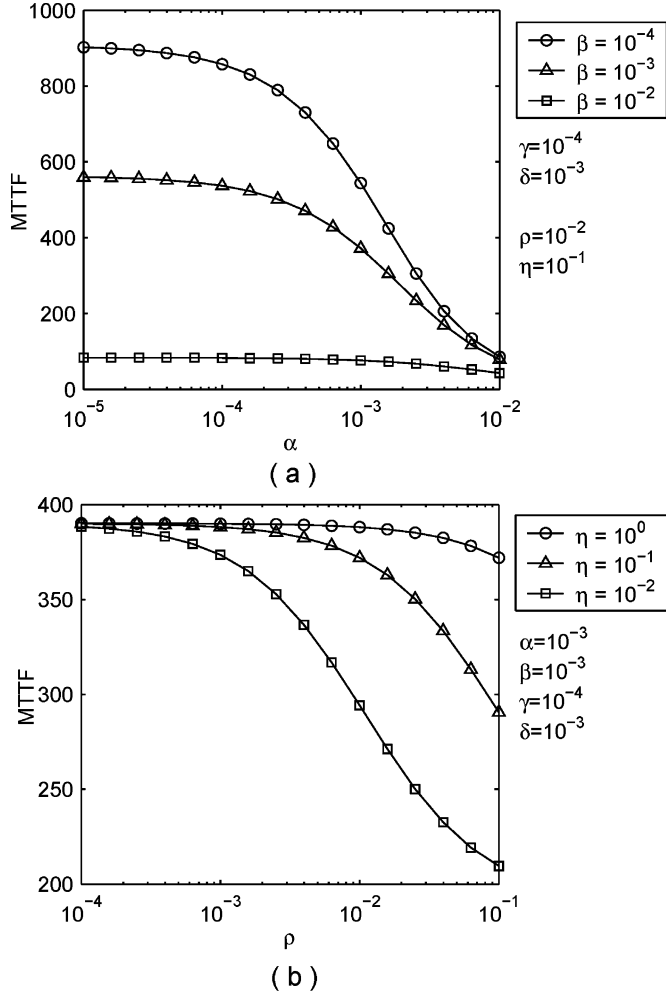 1000
800
600
400
200
0
MTTF
10⁻⁵ 10⁻⁴ 10⁻³ 10⁻²
α
β = 10⁻⁴
β = 10⁻³
β = 10⁻²
γ=10⁻⁴
δ=10⁻³
ρ=10⁻²
η=10⁻¹
( a )
400
350
300
250
200
MTTF
10⁻⁴ 10⁻³ 10⁻² 10⁻¹
ρ
η = 10⁰
η = 10⁻¹
η = 10⁻²
α=10⁻³
β=10⁻³
γ=10⁻⁴
δ=10⁻³
( b )